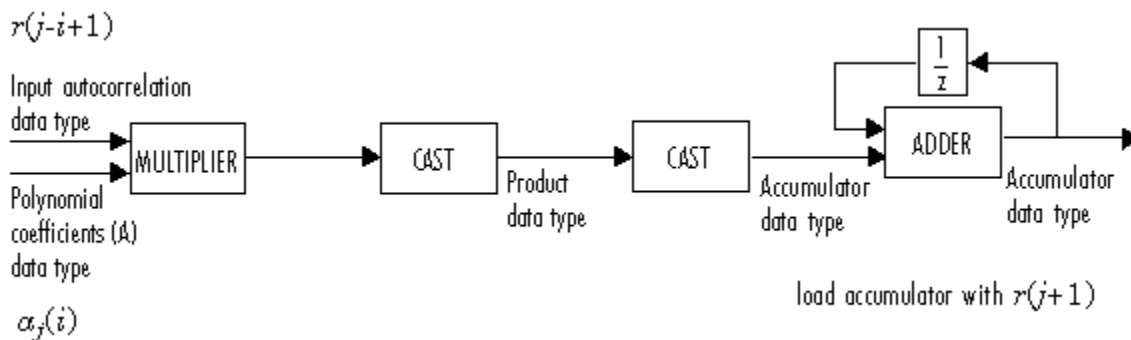 r(j-i+1)
Input autocorrelation
data type
MULTIPLIER
Polynomial
coefficients (A)
data type
α_j(i)
CAST
Product
data type
CAST
Accumulator
data type
1
z
ADDER
Accumulator
data type
load accumulator with r(j+1)